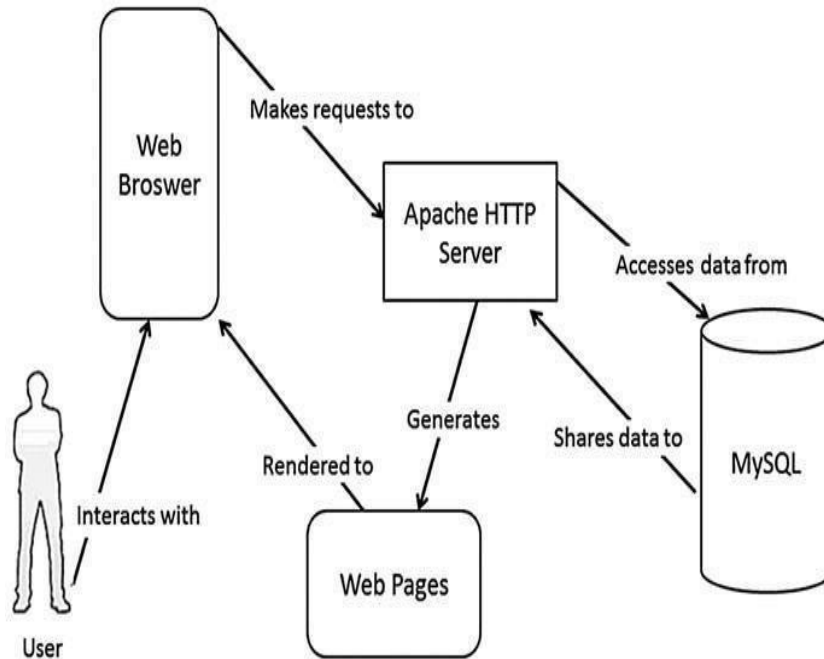 Makes requests to
Web
Broswer
Apache HTTP
Server
Accesses data from
Generates
Shares data to
Rendered to
MySQL
Interacts with
Web Pages
User